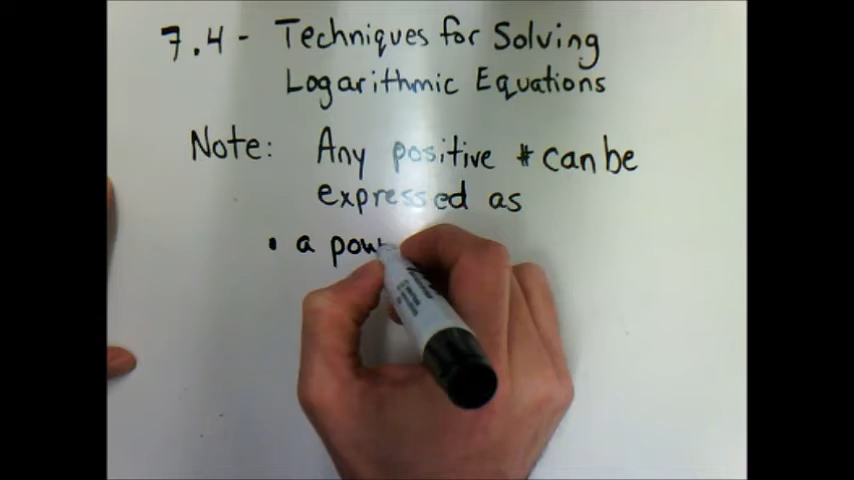 7.4 - Techniques for Solving
Logarithmic Equations
Note: Any positive # can be
expressed as
• a pow